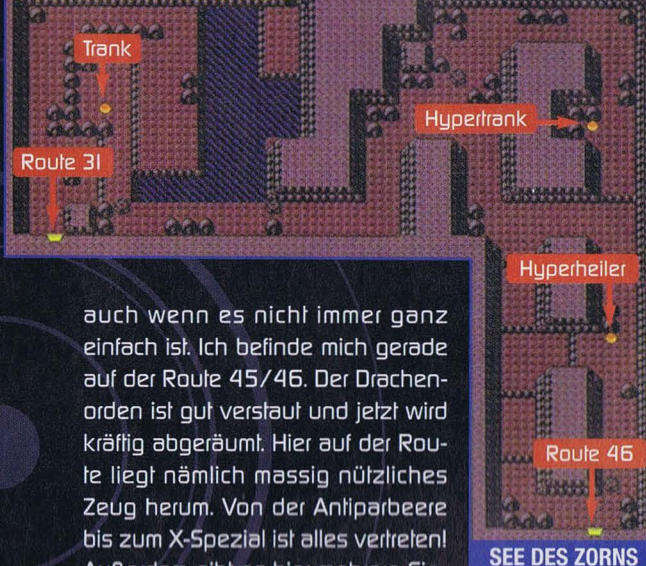 Trank
Hypertrank
Route 31
Hyperheiler
Route 46
auch wenn es nicht immer ganz
einfach ist. Ich befinde mich gerade
auf der Route 45/46. Der Drachen-
orden ist gut verstaut und jetzt wird
kräftig abgeräumt. Hier auf der Rou-
te liegt nämlich massig nützliches
Zeug herum. Von der Antiparbeere
bis zum X-Spezial ist alles vertreten!
SEE DES ZORNS